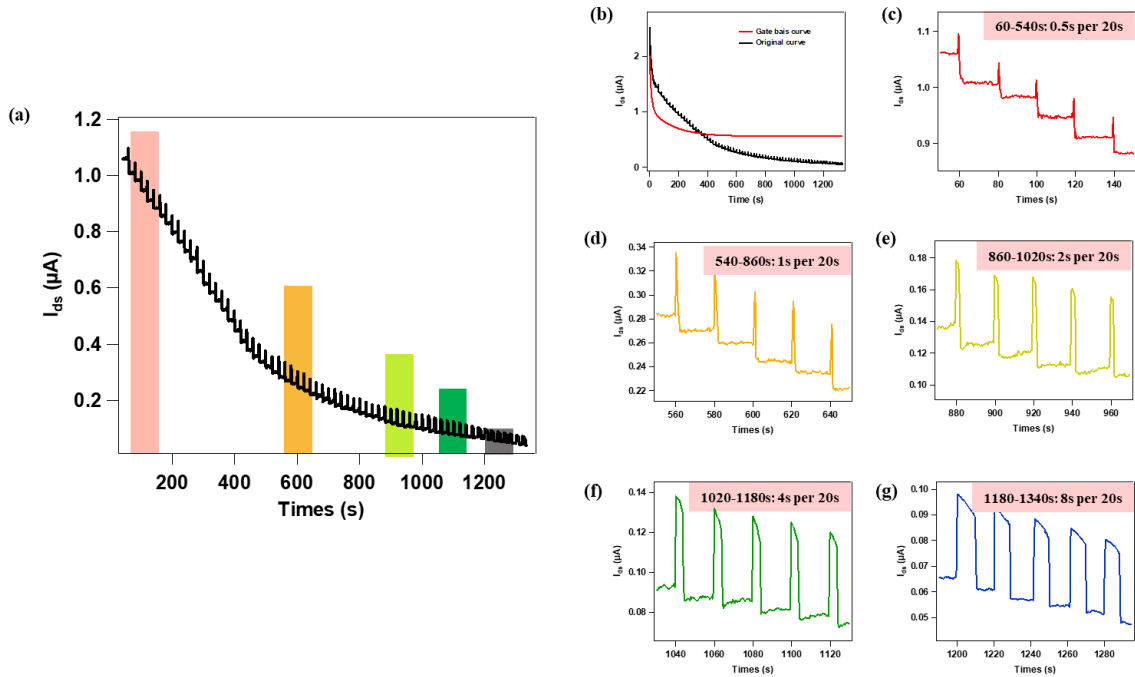 (a)
1.2
1.0
0.8
0.6
0.4
0.2
Ids (µA)
200 400 600 800 1000 1200
Times (s)
(b)
Gate bais curve
Original curve
2
1
0
Ids (µA)
0 200 400 600 800 1000 1200
Time (s)
(c)
60-540s: 0.5s per 20s
1.1
1.0
0.9
Ids (µA)
60 80 100 120 140
Times (s)
(d)
540-860s: 1s per 20s
0.34
0.32
0.30
0.28
0.26
0.24
0.22
Ids (µA)
560 580 600 620 640
Times (s)
(e)
860-1020s: 2s per 20s
0.18
0.16
0.14
0.12
0.10
Ids (µA)
880 900 920 940 960
Times (s)
(f)
1020-1180s: 4s per 20s
0.14
0.12
0.10
0.08
Ids (µA)
1040 1060 1080 1100 1120
Times (s)
(g)
1180-1340s: 8s per 20s
0.10
0.09
0.08
0.07
0.06
0.05
Ids (µA)
1200 1220 1240 1260 1280
Times (s)